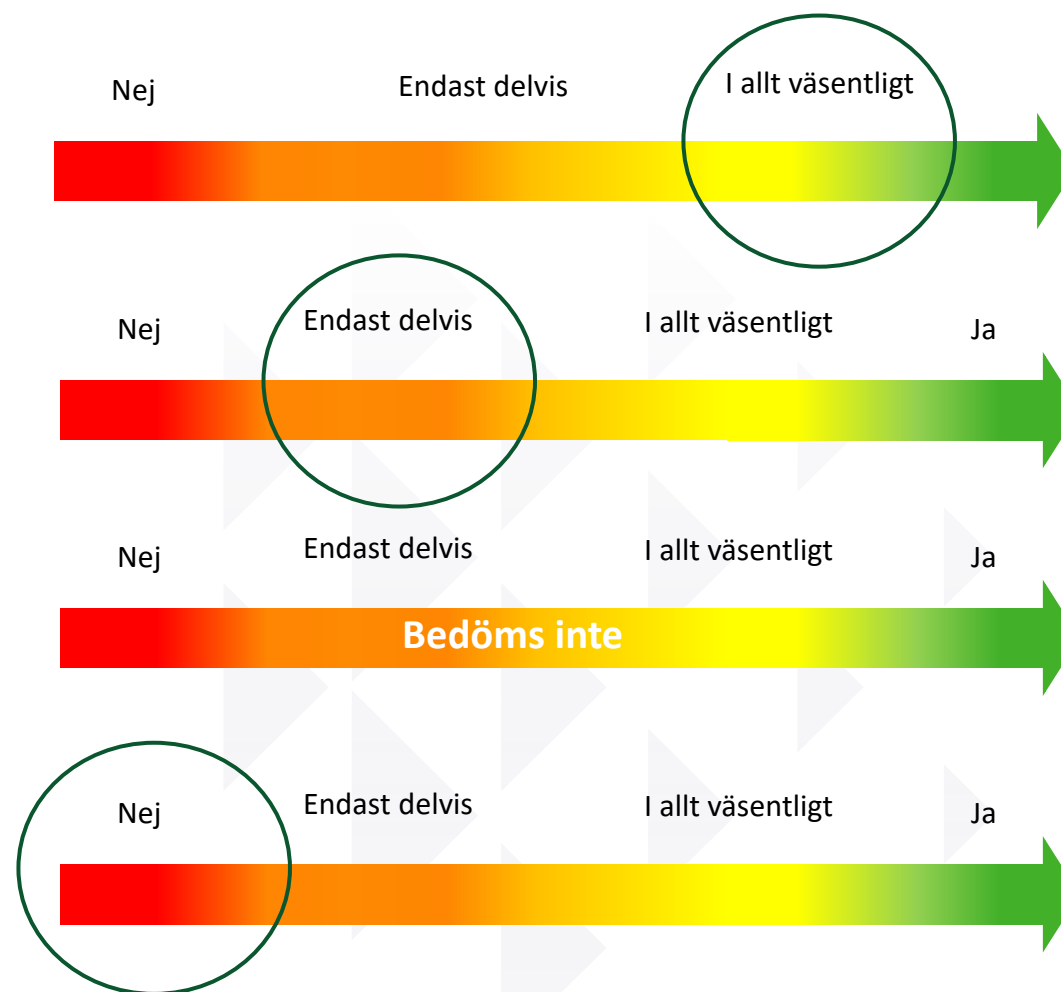 Nej Endast delvis I allt väsentligt
Nej Endast delvis I allt väsentligt Ja
Nej Endast delvis I allt väsentligt Ja
Bedöms inte
Nej Endast delvis I allt väsentligt Ja